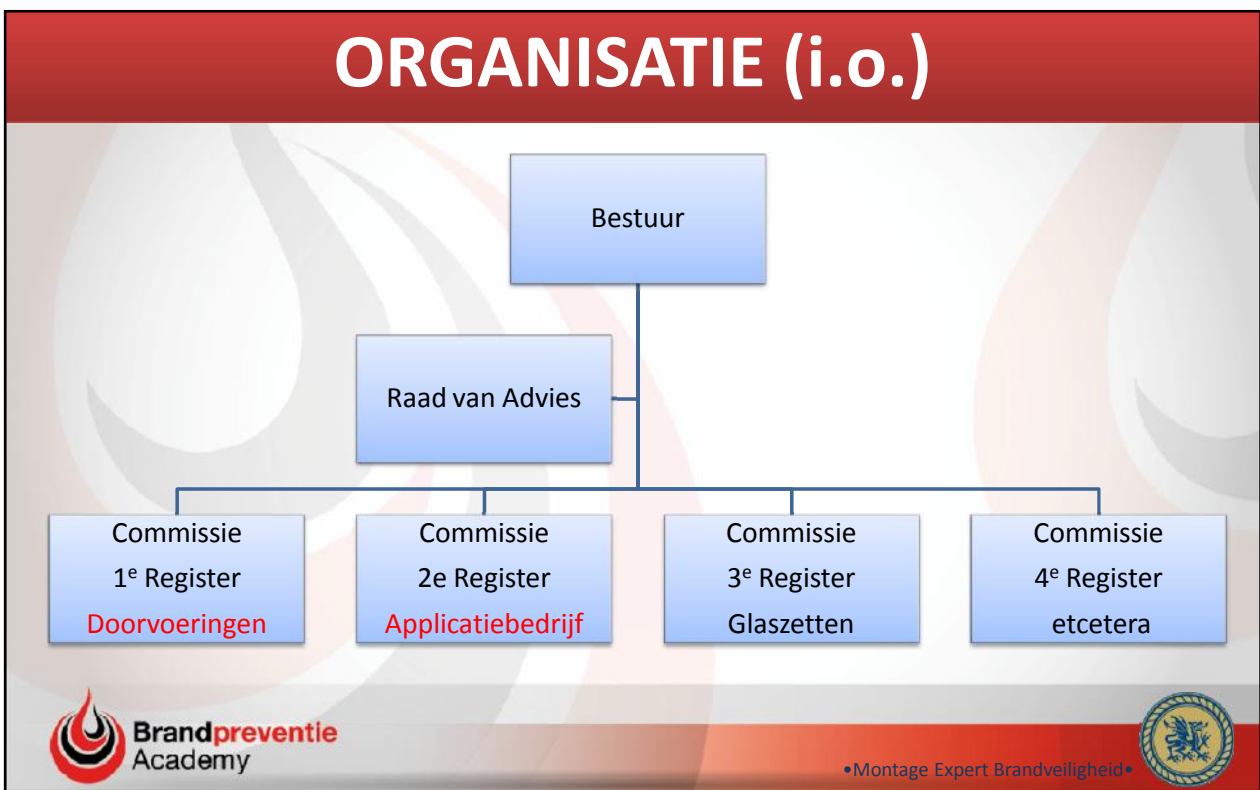 ORGANISATIE (i.o.)
Bestuur
Raad van Advies
Commissie
1e Register
Doorvoeringen
Commissie
2e Register
Applicatiebedrijf
Commissie
3e Register
Glaszetten
Commissie
4e Register
etcetera
Brandpreventie
Academy
•Montage Expert Brandveiligheid•